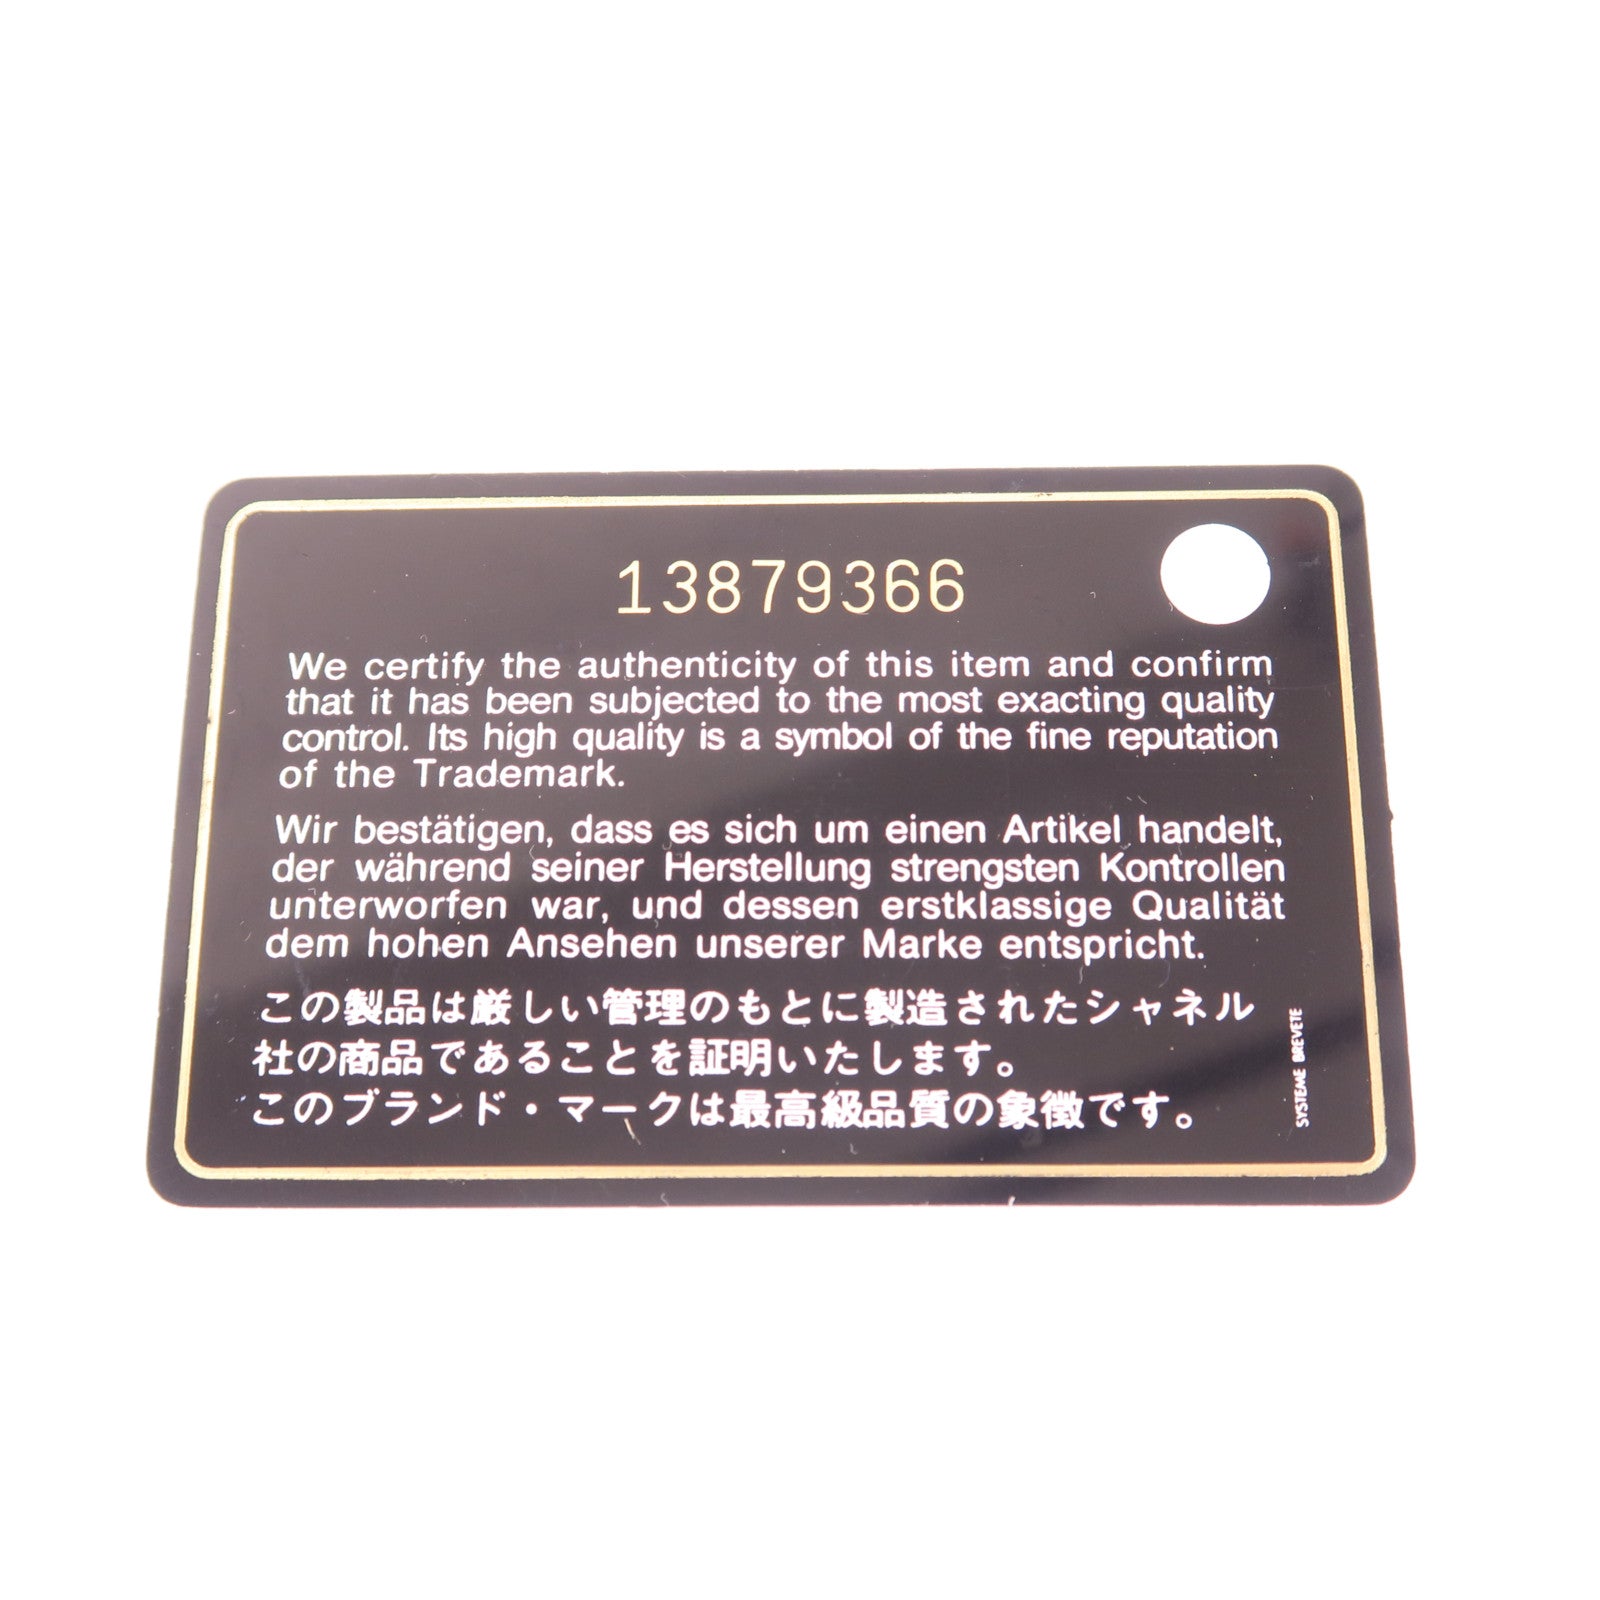 13879366
We certify the authenticity of this item and confirm
that it has been subjected to the most exacting quality
control. Its high quality is a symbol of the fine reputation
of the Trademark.
Wir bestätigen, dass es sich um einen Artikel handelt,
der während seiner Herstellung strengsten Kontrollen
unterworfen war, und dessen erstklassige Qualität
dem hohen Ansehen unserer Marke entspricht.
この製品は厳しい管理のもとに製造されたシャネル
社の商品であることを証明いたします。
このブランド・マークは最高級品質の象徴です。
SYSTEME BREVETE